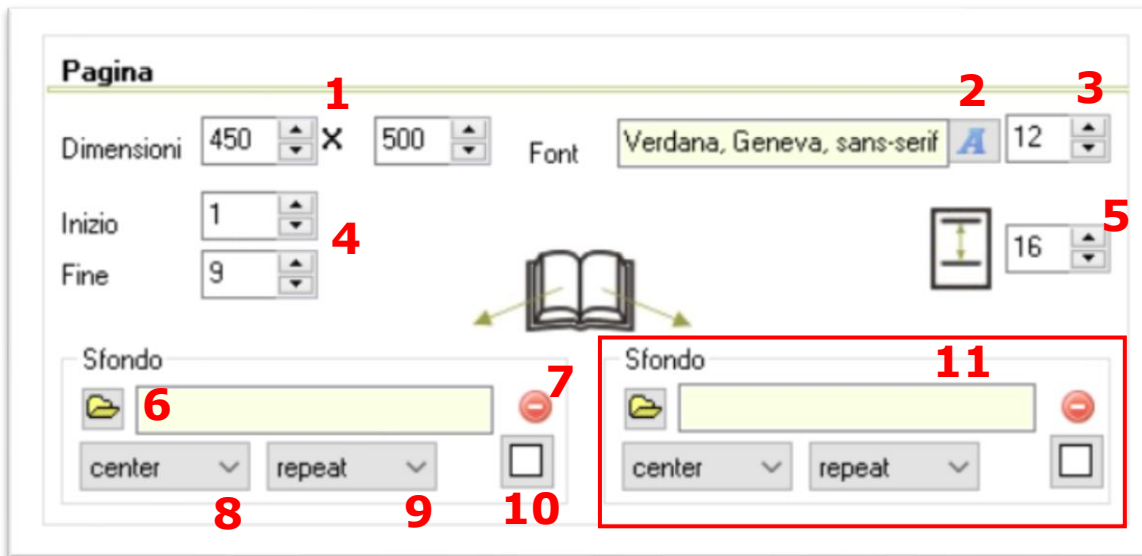 Pagina
1 2 3
Dimensioni 450 X 500 Font Verdana, Geneva, sans-serif A 12
Inizio 1 4 5
16
Fine 9
Sfondo Sfondo 11
6 7
center repeat center repeat
8 9 10